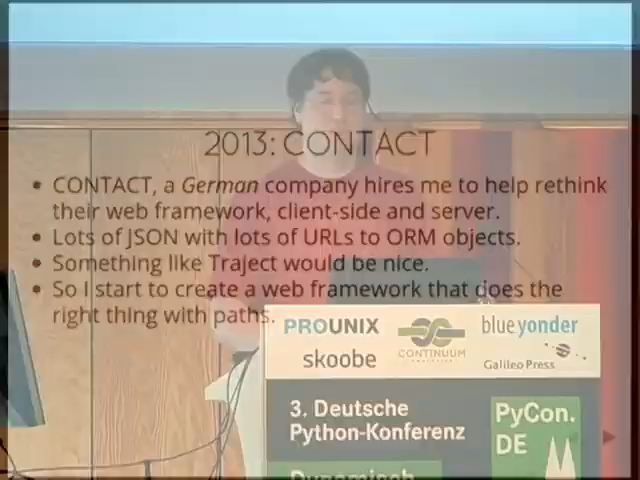 2013: CONTACT
• CONTACT, a German company hires me to help rethink
their web framework, client-side and server.
• Lots of JSON with lots of URLs to ORM objects.
• Something like Traject would be nice.
• So I start to create a web framework that does the
right thing with paths.
PROUNIX
CONTINUUM
blue yonder
skoobe
Galileo Press
3. Deutsche
Python-Konferenz
PyCon.
DE
Dynamisch